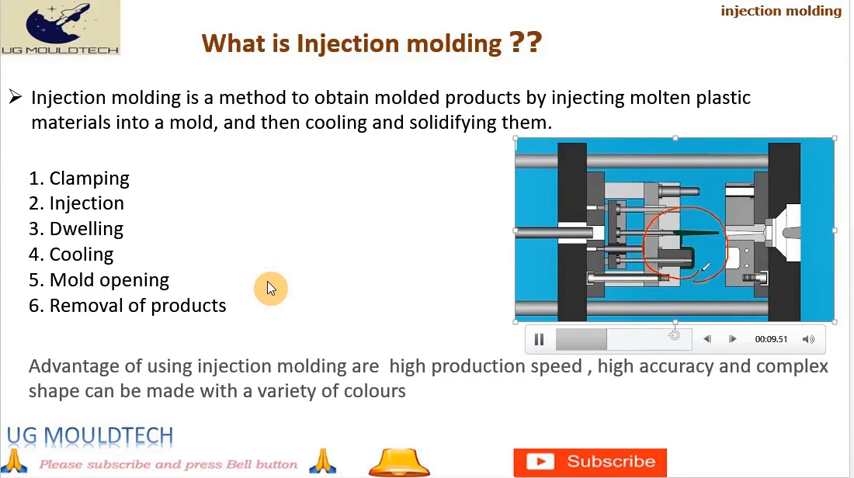 injection molding
UG MOULDTECH
What is Injection molding ??
➢ Injection molding is a method to obtain molded products by injecting molten plastic
materials into a mold, and then cooling and solidifying them.
1. Clamping
2. Injection
3. Dwelling
4. Cooling
5. Mold opening
6. Removal of products
00:09.51
Advantage of using injection molding are high production speed , high accuracy and complex
shape can be made with a variety of colours
UG MOULDTECH
Please subscribe and press Bell button
Subscribe